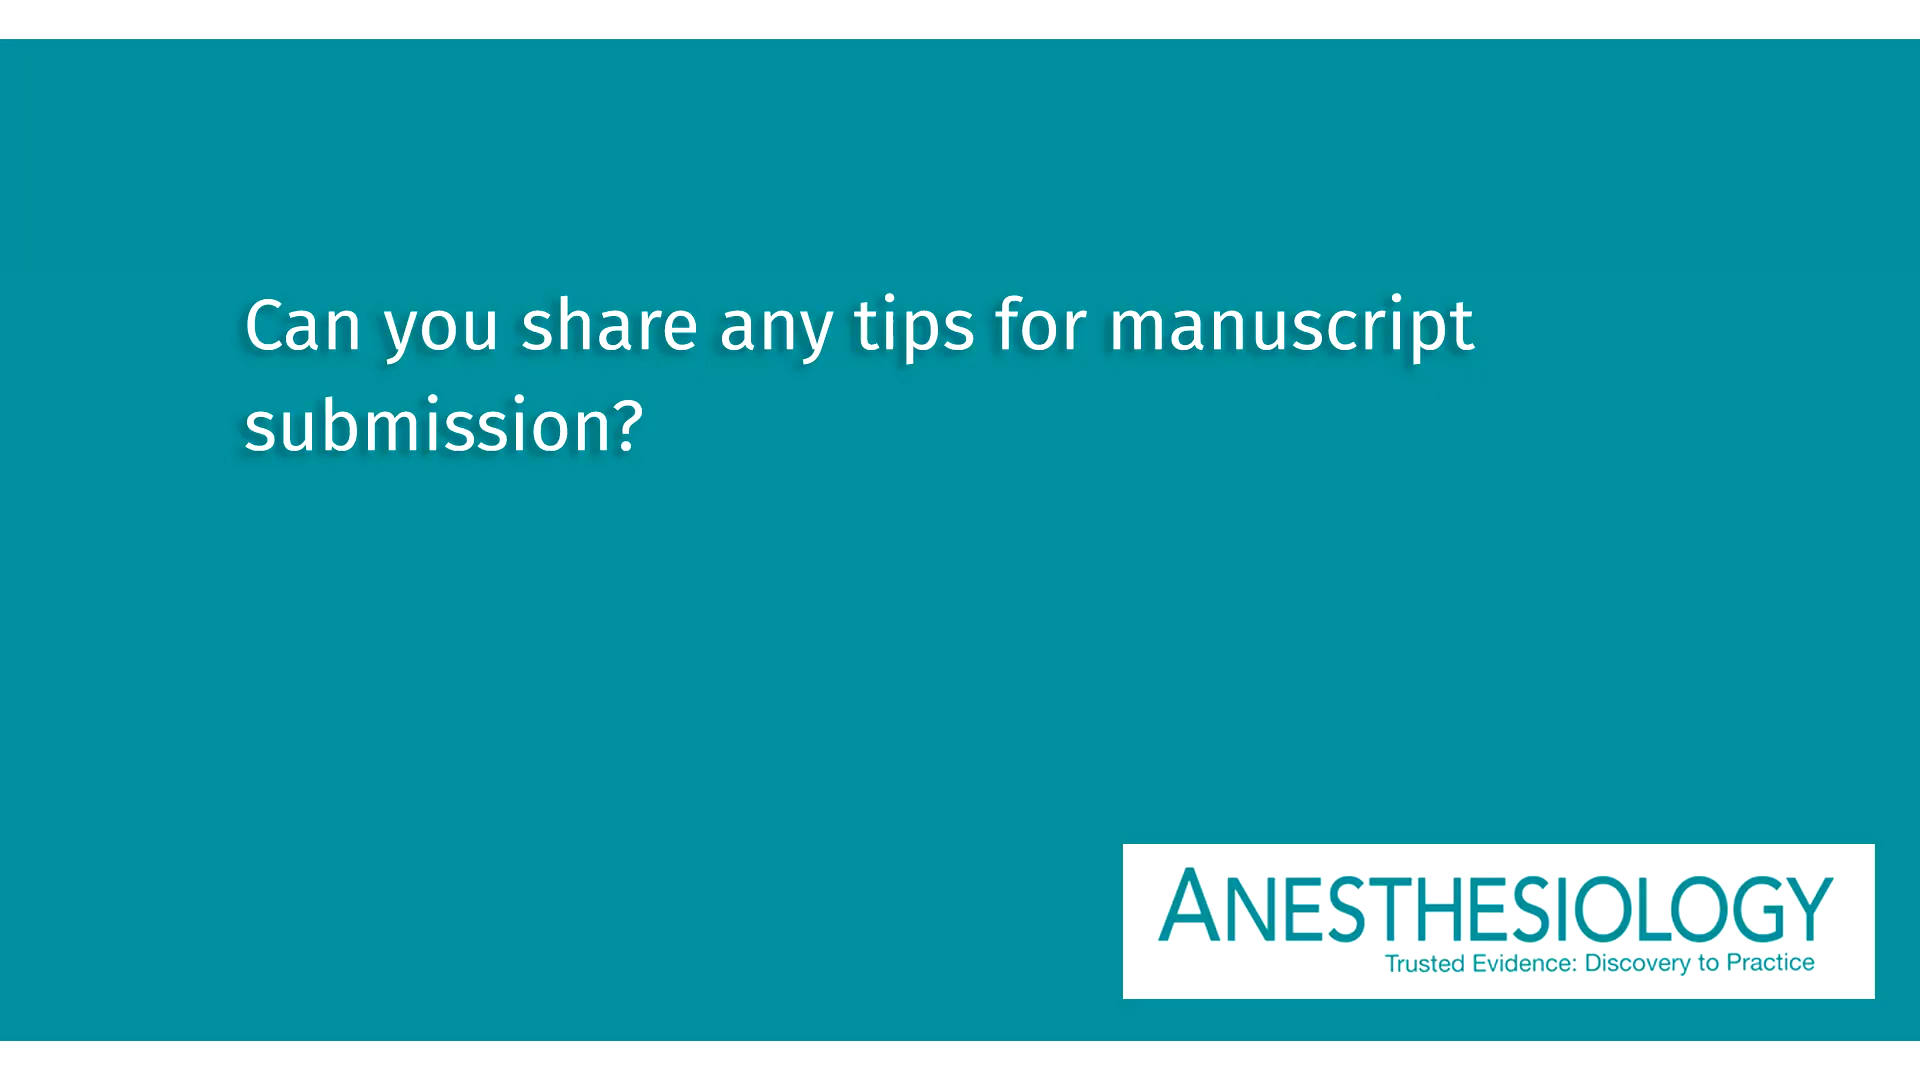 Can you share any tips for manuscript
submission?
ANESTHESIOLOGY
Trusted Evidence: Discovery to Practice